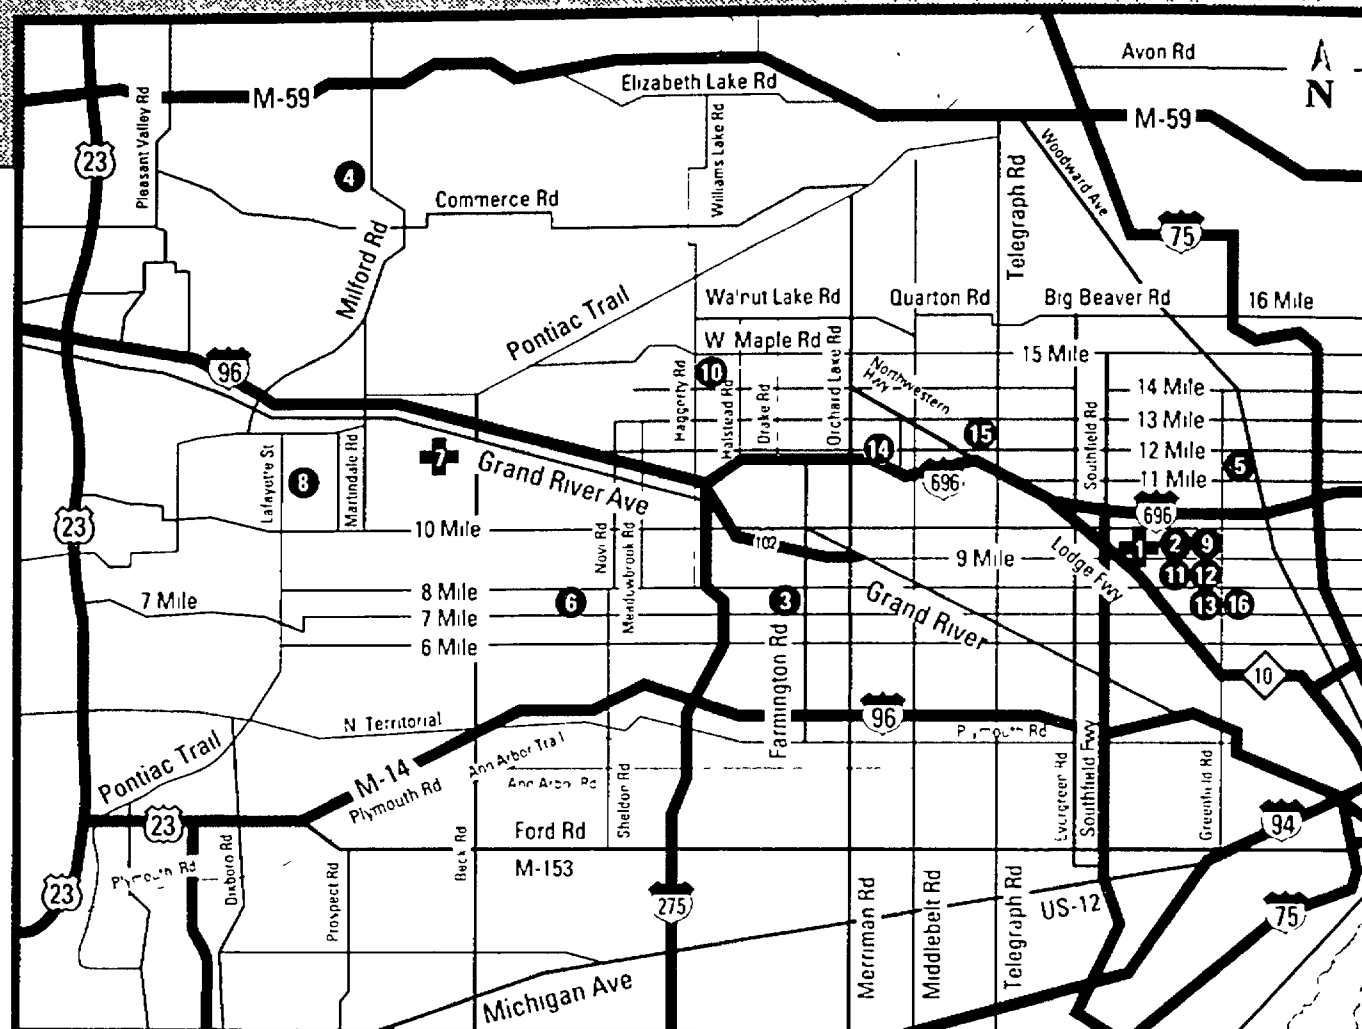 Avon Rd
N
Elizabeth Lake Rd
M-59
M-59
Pleasant Valley Rd
23
Williams Lake Rd
Woodward Ave
Telegraph Rd
4
Commerce Rd
75
Milford Rd
Pontiac Trail
Walnut Lake Rd
Quarton Rd
Big Beaver Rd
16 Mile
W Maple Rd
15 Mile
96
10
Haggerty Rd
Halstead Rd
Drake Rd
Orchard Lake Rd
Northwestern Hwy
14 Mile
13 Mile
12 Mile
11 Mile
Southfield Rd
15
14
5
7
8
Lafayette St
Martindale Rd
Grand River Ave
696
696
23
10 Mile
Novi Rd
Meadowbrook Rd
102
9 Mile
Lodge Fwy
1
2
9
11
12
13
16
7 Mile
8 Mile
7 Mile
6 Mile
6
3
Grand River
10
Farmington Rd
N Territorial
96
Plymouth Rd
Pontiac Trail
M-14
Plymouth Rd
Ann Arbor Trail
Ann Arbor Rd
Sheldon Rd
Evergreen Rd
Southfield Fwy
Greenfield Rd
23
Ford Rd
M-153
94
Plymouth Rd
Dixboro Rd
Prospect Rd
Beck Rd
23
275
Merriman Rd
Middlebelt Rd
Telegraph Rd
US-12
75
Michigan Ave